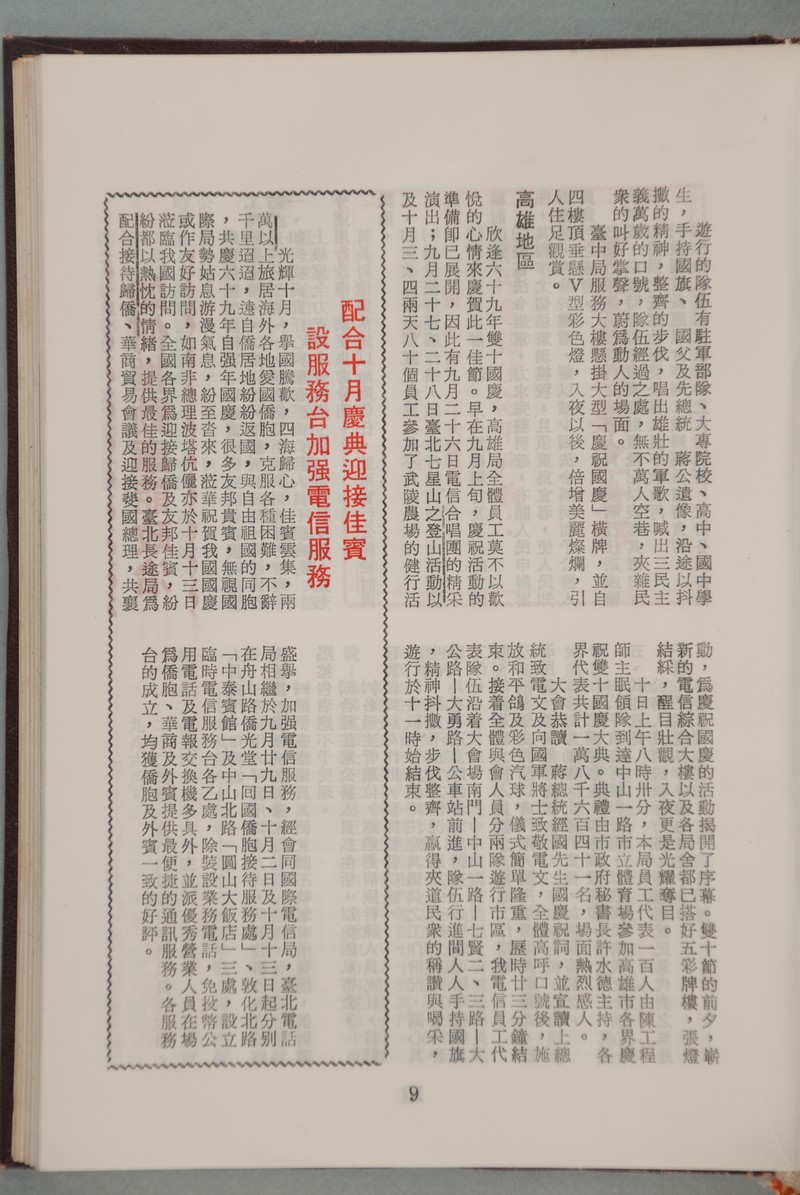 遊行的隊伍有駐軍部隊、大專院校、高中、國中學
生，手持國旗、　國父及先總統　蔣公遺像，沿途以抖
擻的精神，整齊的步伐，唱出雄壯的軍歌，喊出三民主
義萬歲的口號，隊伍經過之處，無不萬人空巷，夾雜民
衆的叫好掌聲，蔚爲動人的場面。
臺中局服務大樓懸掛大型「慶祝國慶」橫牌，並自
四樓頂垂懸Ｖ型彩色燈，入夜以後，倍增美麗燦爛，引
人住足觀賞。
高雄地區
欣逢六十九年雙十國慶，高雄局全體員工莫不以歡
悅的心情來慶賀此一佳節。早在九月上旬，慶祝活動的
準備卽已展開，因此有九月二十六日電信合唱團的精采
演出；九月二十七、二十八日臺北七星山之登山活動以
及十月三、四兩天八十個員工參加了武陵農場的健行活
動，爲慶祝國慶的活動揭開了序幕。雙十節的前夕，嶄
新的電信綜合大樓以及各局舍都已搭好五彩牌樓，張燈
結綵，醒目壯觀，入夜更是光耀奪目。
十日上午八時卅分，本局員工代表一百人由陳工程
師主眠領隊到達中山一路市立體育場參加高雄市各界慶
祝雙十國慶大典。典禮由市政府秘書長許水德主持，各
界代表共計一萬八千六百四十一名，場面熱烈感人。
大會恭讀　蔣總統經國先生國慶祝詞，並宣讀上總
統致電文及向國軍將士致敬電文，全體高呼口號後，施
放和平鴿及彩色汽球，儀式簡單隆重，歷時廿三分鐘結
束。接着全體與會人員分兩隊遊行市區，我電信員工代
表隊伍沿着大會場南門—中山一路—七賢二、三路—大
公路—大勇路—公車站前進，隊伍行進間人人手持國旗
，精神抖擻，步伐整齊，贏得夾道民衆的稱讚與喝采，
遊行於十一時始結束。
配合十月慶典迎接佳賓
設服務台加强電信服務
光輝十月，擧國騰歡，四海歸心，佳賓雲集，兩
萬以上旅居海外各地愛國僑胞，克服各種困難，不辭
千里迢迢，遠自僑居地紛紛返國，與自由祖國的同胞
，共慶六十九年自强年國慶，很多友邦貴賓，無視國
際局勢姑息游漫氣息，紛至沓來，蒞華祝賀我國國慶
或作友好訪問，如南非總理波塔伉儷亦於十月十三日
蒞臨我國訪問。全國各界爲迎接歸僑及友邦佳賓，紛
紛都以熱忱的情緖，提供最佳的服務。臺北長途局爲
配合接待歸僑、華商貿易會議及迎接斐國總理，共襄
盛擧，加强電信服務，經會同國際電信局，臺北電話
局相繼於九月廿九日、十月二日及十月十三日起分別
在舟山路僑光堂「回國僑胞接待服務處」、敦化北路
「中泰賓館」及中山北路「圓山大飯店」三處，設立
臨時電信服務台各乙處，除裝設業務電話，免投幣公
用電話及電報交換機多具外，並派優秀營業人員在場
爲僑胞、華商及外賓提供最便捷的通訊服務。各服務
台的成立，均獲僑胞及外賓一致的好評。
9